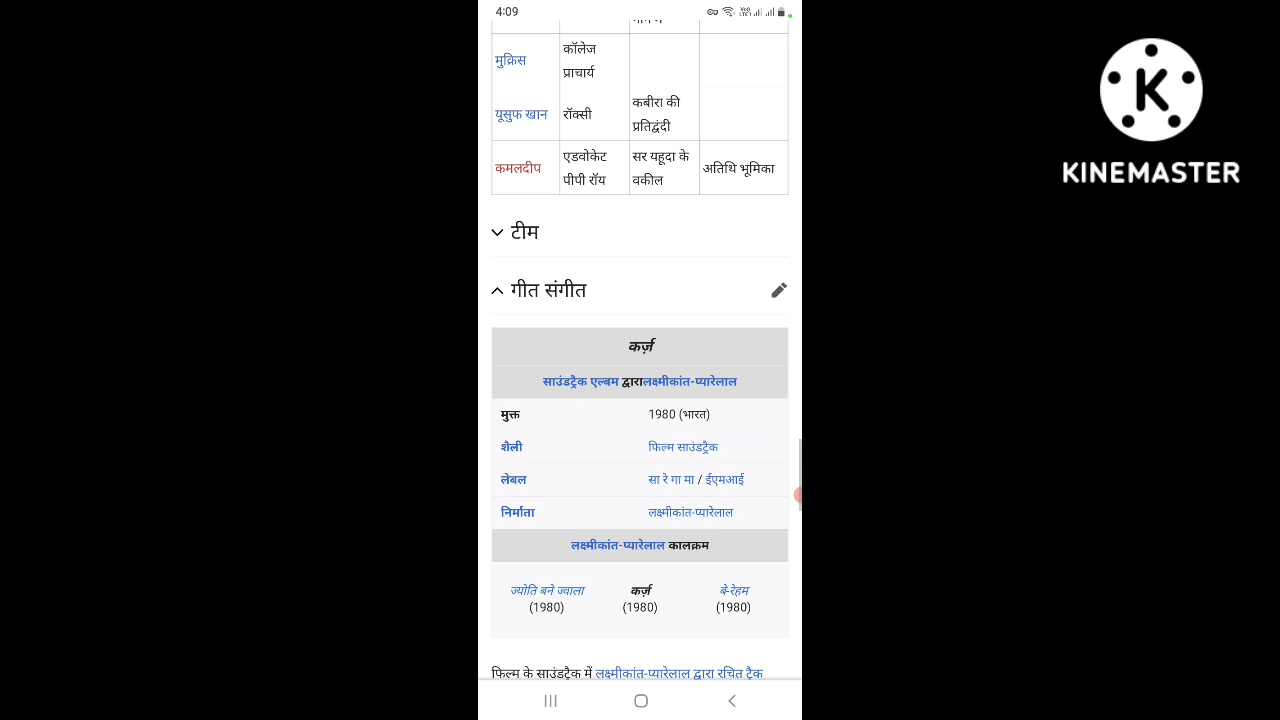 4:09
मुक्रिस
कॉलेज
प्राचार्य
यूसुफ खान
रॉक्सी
कबीरा की
प्रतिद्वंदी
कमलदीप
एडवोकेट
पीपी रॉय
सर यहूदा के
वकील
अतिथि भूमिका
टीम
गीत संगीत
कर्ज़
साउंडट्रैक एल्बम द्वारालक्ष्मीकांत-प्यारेलाल
मुक्त 1980 (भारत)
शैली फिल्म साउंडट्रैक
लेबल सा रे गा मा / ईएमआई
निर्माता लक्ष्मीकांत-प्यारेलाल
लक्ष्मीकांत-प्यारेलाल कालक्रम
ज्योति बने ज्वाला कर्ज़ बे-रेहम
(1980) (1980) (1980)
फिल्म के साउंडट्रैक में लक्ष्मीकांत-प्यारेलाल द्वारा रचित ट्रैक
K
KINEMASTER